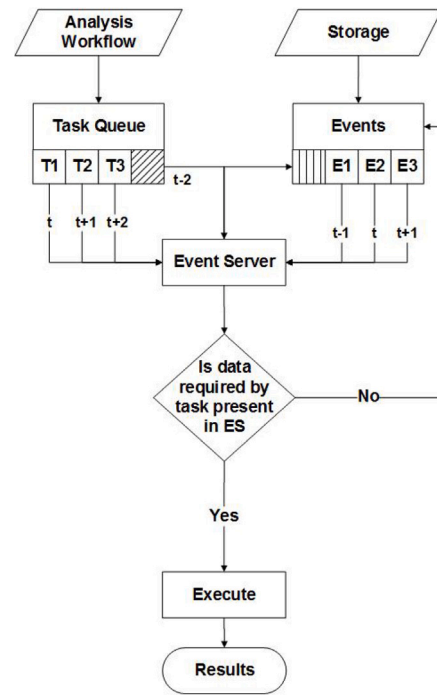 Analysis
Workflow
Storage
Task Queue
Events
T1 T2 T3
E1 E2 E3
t-2
t t+1 t+2
t-1 t t+1
Event Server
Is data
required by
task present
in ES
No
Yes
Execute
Results